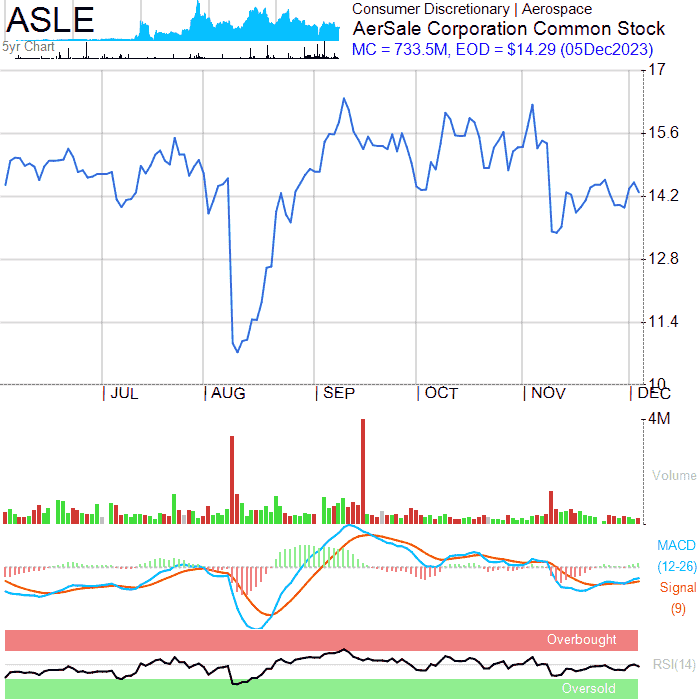 ASLE
Consumer Discretionary | Aerospace
AerSale Corporation Common Stock
5yr Chart
MC = 733.5M, EOD = $14.29 (05Dec2023)
17
15.6
14.2
12.8
11.4
10
JUL AUG SEP OCT NOV DEC
4M
Volume
MACD
(12-26)
Signal
(9)
Overbought
RSI(14)
Oversold